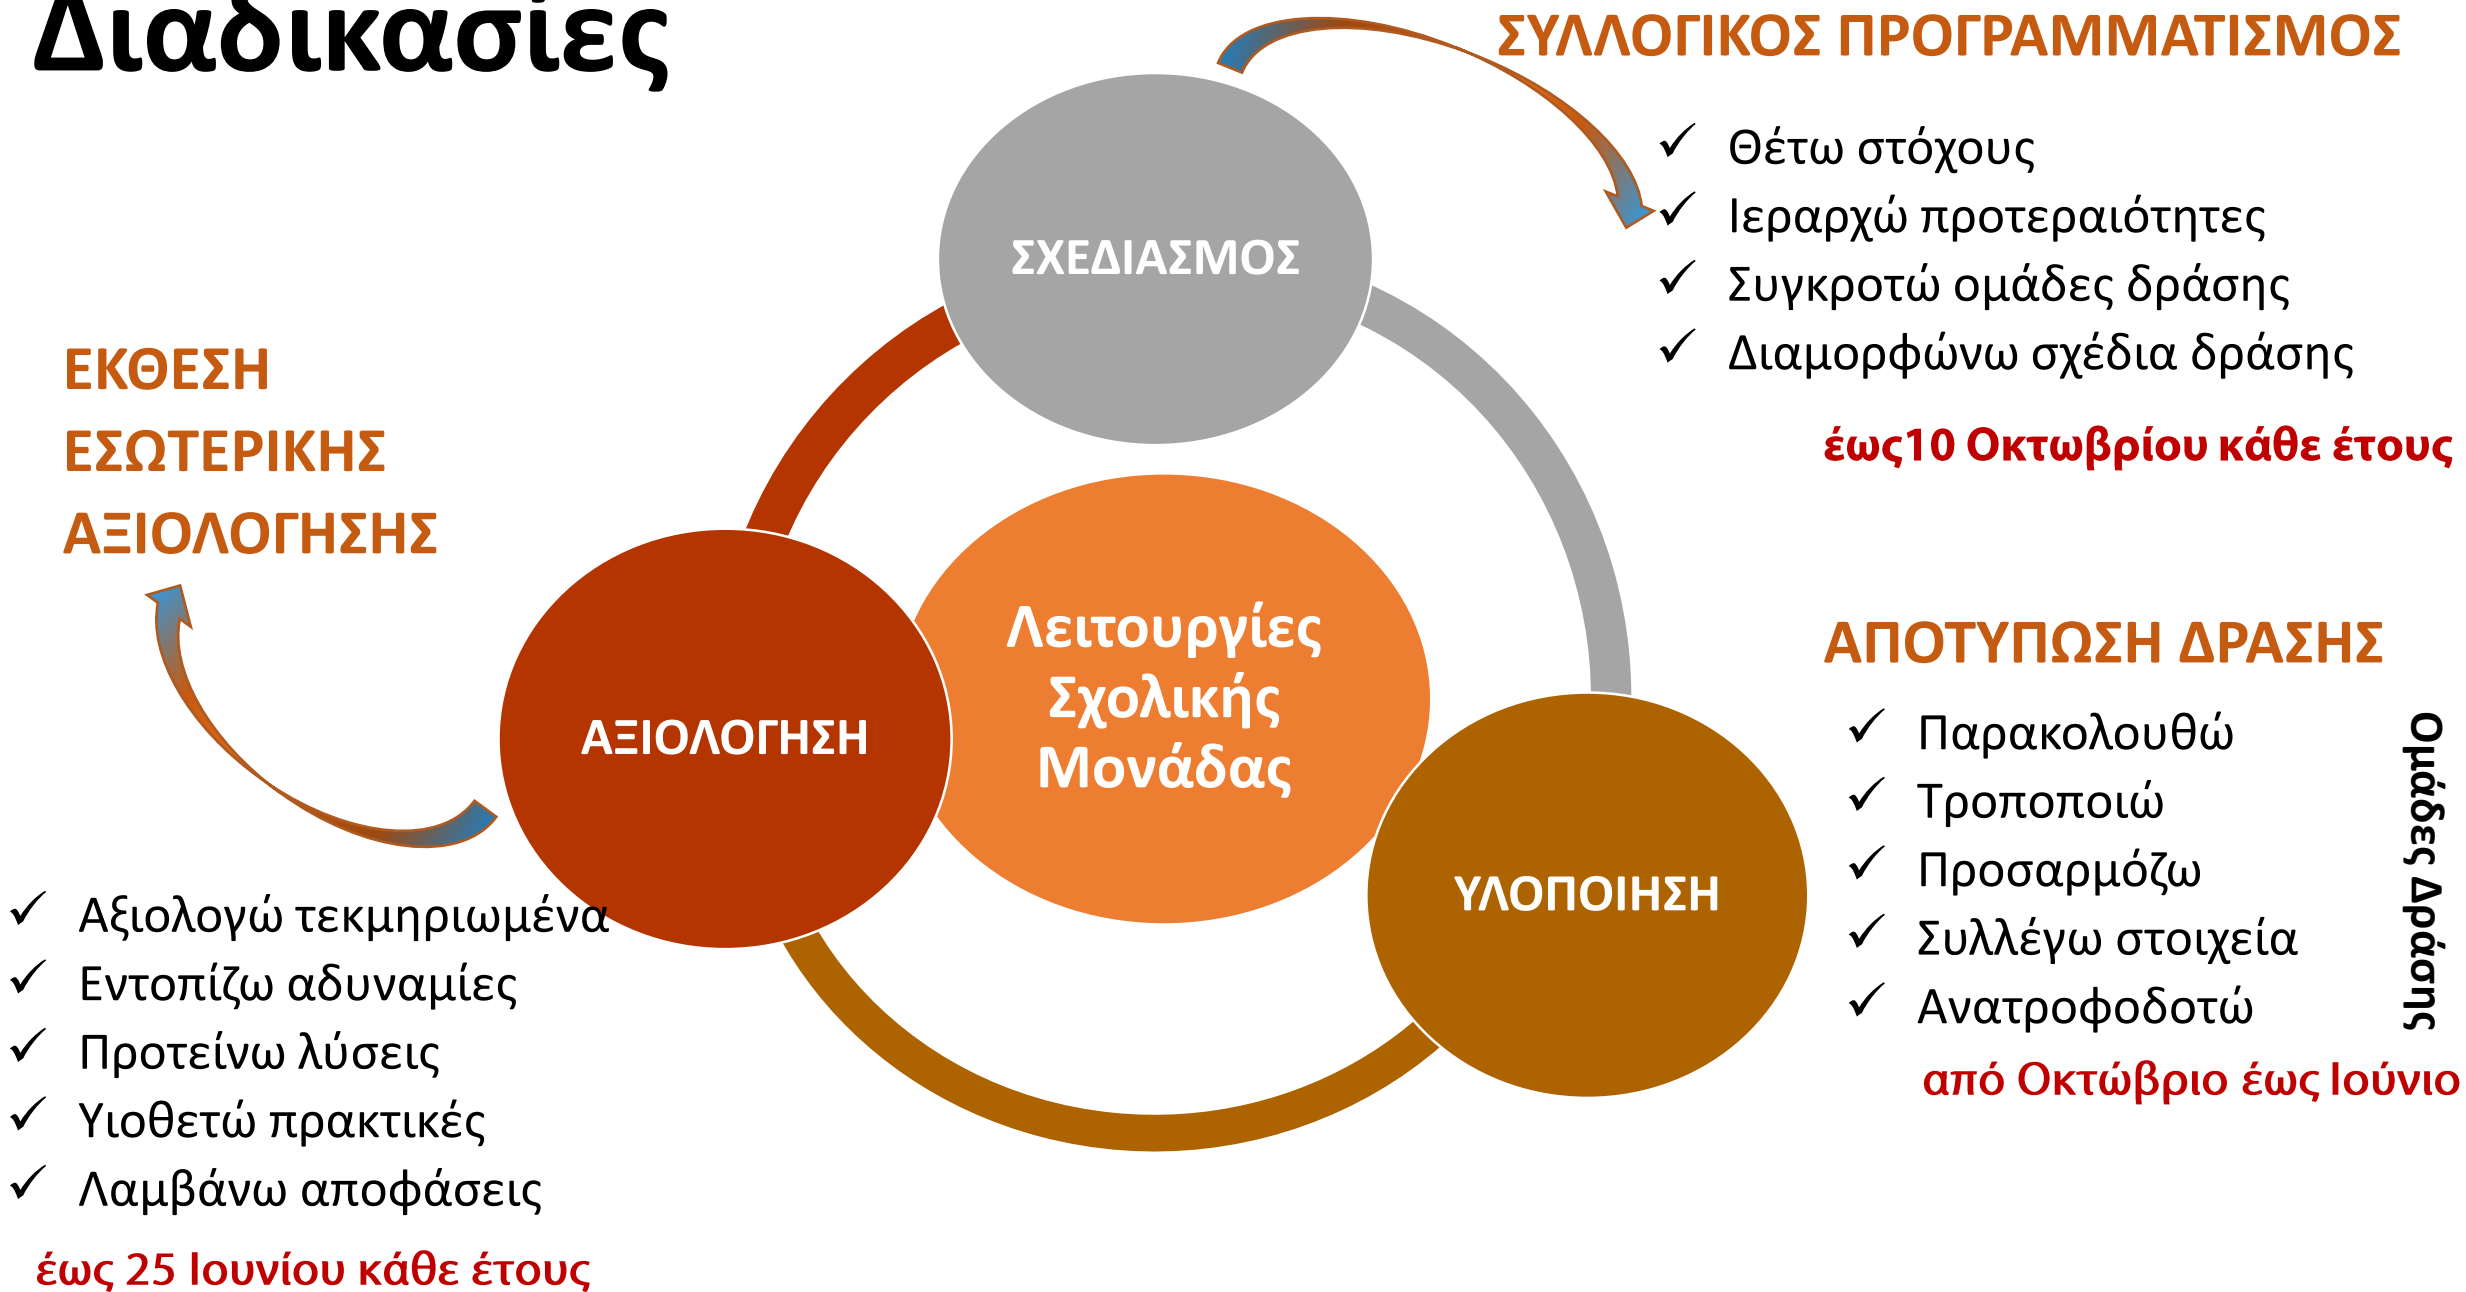 Διαδικασίες
ΣΥΛΛΟΓΙΚΟΣ ΠΡΟΓΡΑΜΜΑΤΙΣΜΟΣ
✓ Θέτω στόχους
✓ Ιεραρχώ προτεραιότητες
✓ Συγκροτώ ομάδες δράσης
✓ Διαμορφώνω σχέδια δράσης
έως10 Οκτωβρίου κάθε έτους
ΣΧΕΔΙΑΣΜΟΣ
ΕΚΘΕΣΗ
ΕΣΩΤΕΡΙΚΗΣ
ΑΞΙΟΛΟΓΗΣΗΣ
Λειτουργίες
Σχολικής
Μονάδας
ΑΞΙΟΛΟΓΗΣΗ
ΥΛΟΠΟΙΗΣΗ
ΑΠΟΤΥΠΩΣΗ ΔΡΑΣΗΣ
✓ Παρακολουθώ
✓ Τροποποιώ
✓ Προσαρμόζω
✓ Συλλέγω στοιχεία
✓ Ανατροφοδοτώ
Ομάδες Δράσης
από Οκτώβριο έως Ιούνιο
✓ Αξιολογώ τεκμηριωμένα
✓ Εντοπίζω αδυναμίες
✓ Προτείνω λύσεις
✓ Υιοθετώ πρακτικές
✓ Λαμβάνω αποφάσεις
έως 25 Ιουνίου κάθε έτους